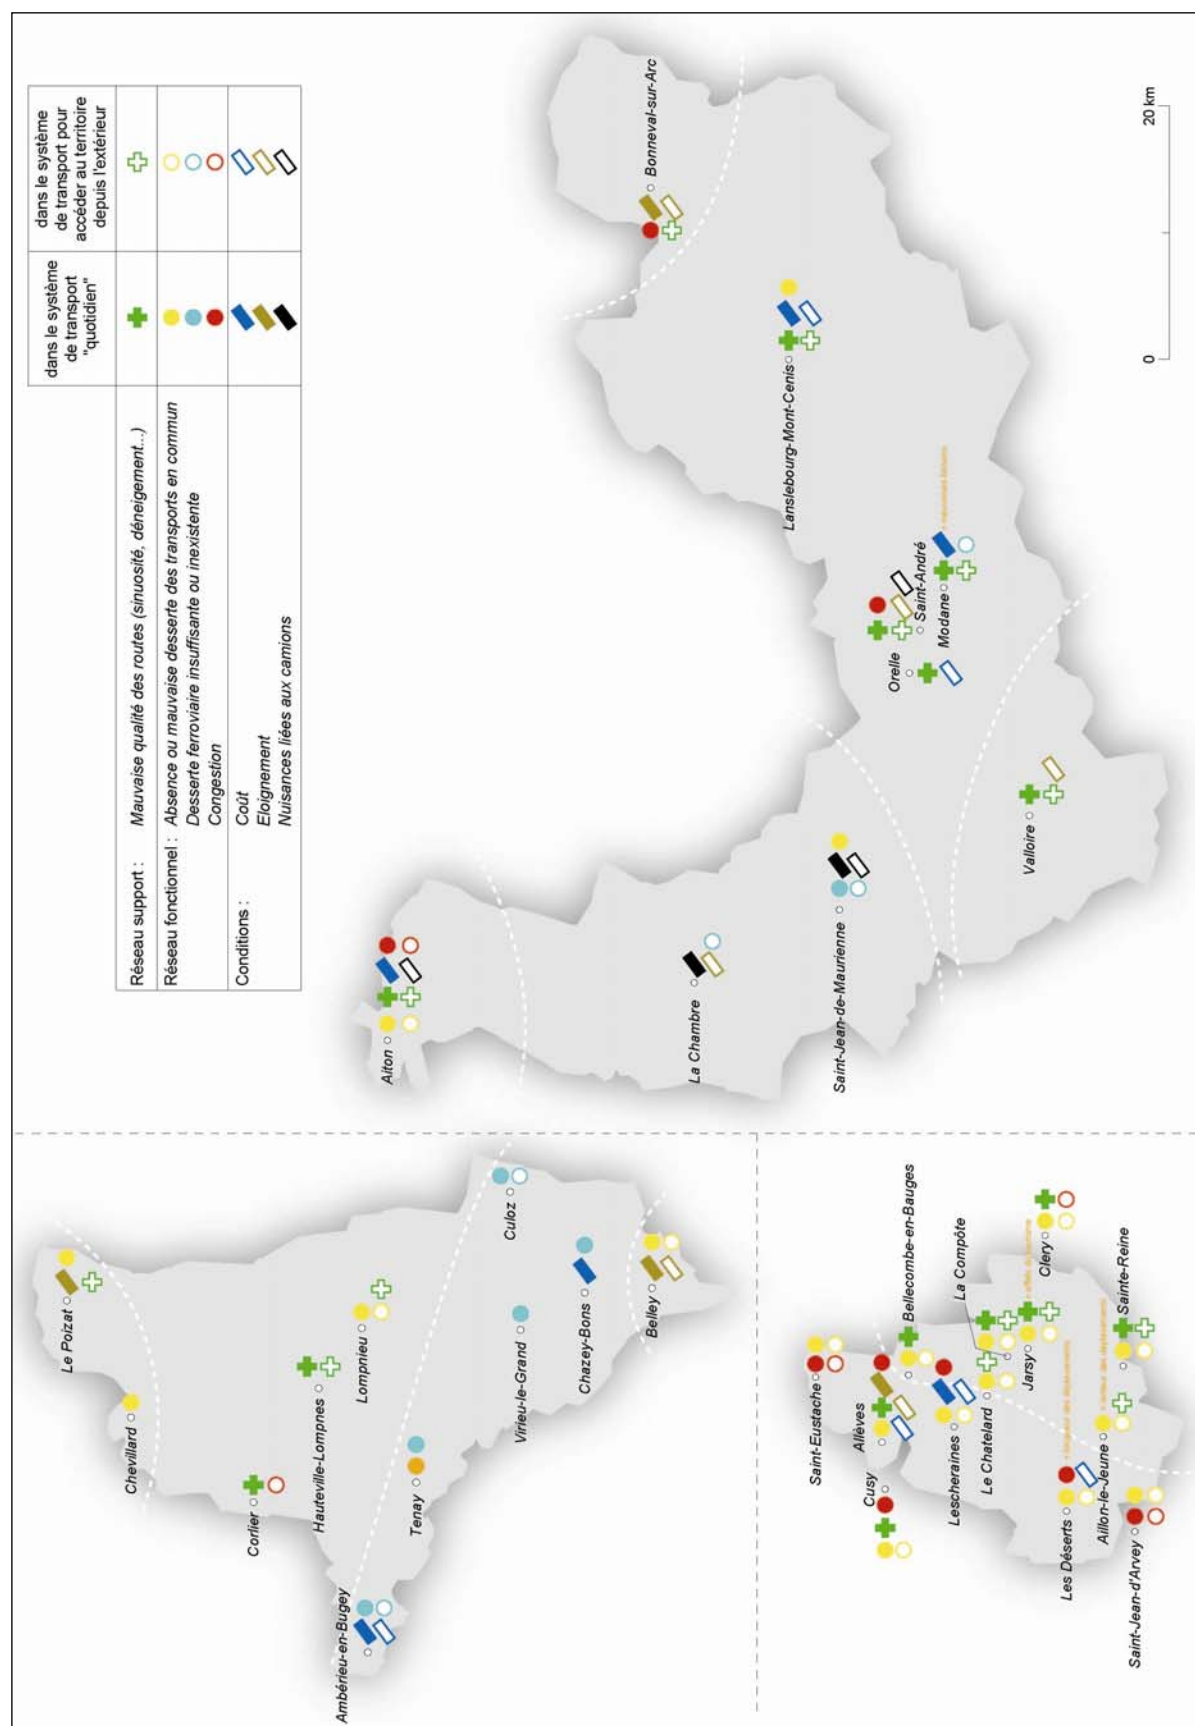 dans le système
de transport
"quotidien"
dans le système
de transport pour
accéder au territoire
depuis l'extérieur
Réseau support : Mauvaise qualité des routes (sinuosité, déneigement...)
Réseau fonctionnel : Absence ou mauvaise desserte des transports en commun
Desserte ferroviaire insuffisante ou inexistente
Congestion
Conditions : Coût
Eloignement
Nuisances liées aux camions
Le Poizat
Chevillard
Corlier
Hauteville-Lompnes
Lompnieu
Ambérieu-en-Bugey
Tenay
Culoz
Virieu-le-Grand
Chazey-Bons
Belley
Aiton
La Chambre
Saint-Jean-de-Maurienne
Valloire
Orelle
Saint-André
Modane
Lanslebourg-Mont-Cenis
Bonneval-sur-Arc
0
20 km
Saint-Eustache
Allèves
Cusy
Bellecombe-en-Bauges
Lescheraines
La Compôte
Le Chatelard
Jarsy
Clery
Les Déserts
Aillon-le-Jeune
Sainte-Reine
Saint-Jean-d'Arvey